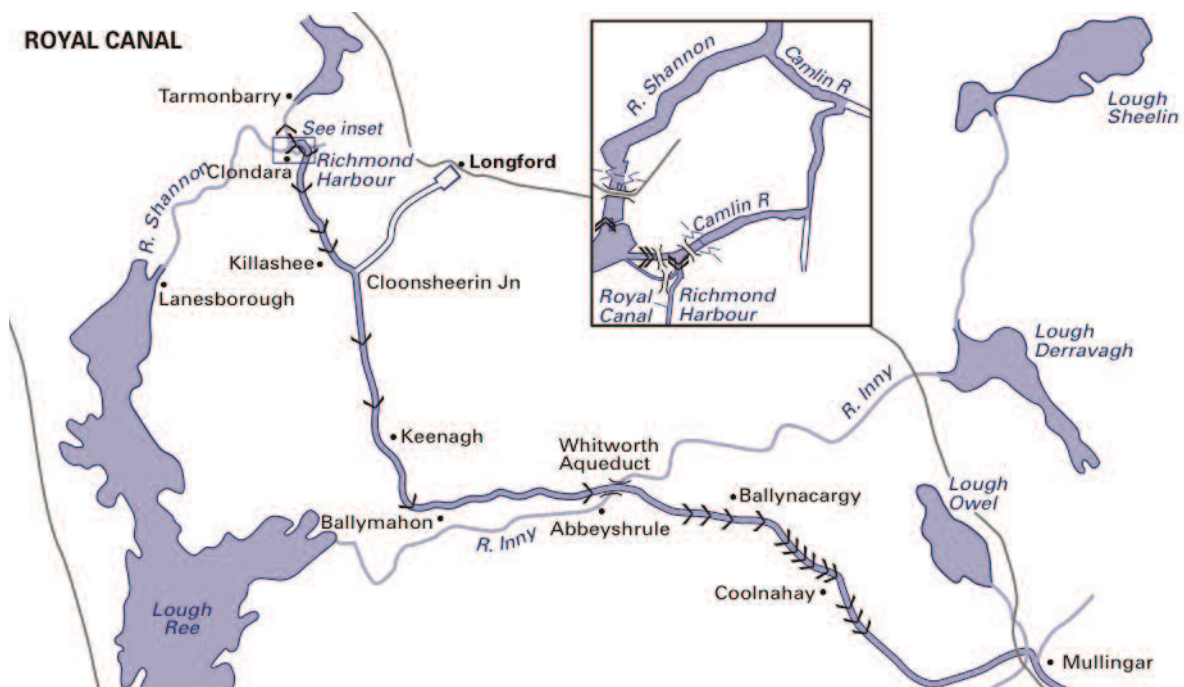 ROYAL CANAL
Tarmonbarry
See inset
Clondara
Richmond
Harbour
Longford
R. Shannon
Killashee
Cloonsheerin Jn
Lanesborough
R. Shannon
Camlin R
Camlin R
Royal
Canal
Richmond
Harbour
Lough
Sheelin
Lough
Derravagh
R. Inny
Keenagh
Whitworth
Aqueduct
Ballynacargy
Lough
Owel
Ballymahon
R. Inny
Abbeyshrule
Coolnahay
Lough
Ree
Mullingar